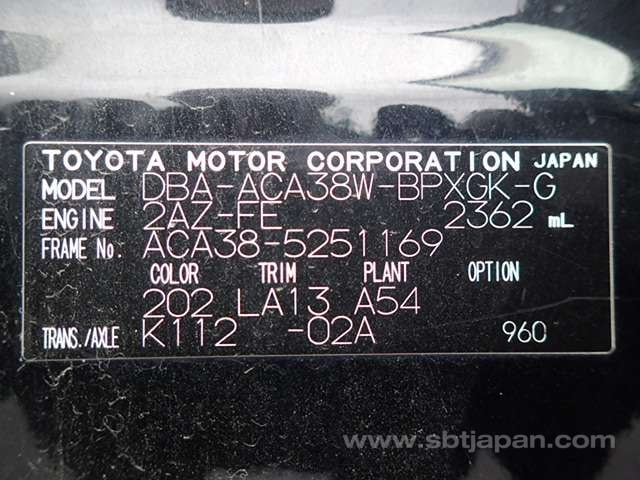 TOYOTA MOTOR CORPORATION JAPAN
MODEL DBA-ACA38W-BPXGK-G
ENGINE 2AZ-FE 2362 mL
FRAME No. ACA38-5251169
COLOR TRIM PLANT OPTION
202 LA13 A54
TRANS./AXLE K112 -02A 960
www.sbtjapan.com